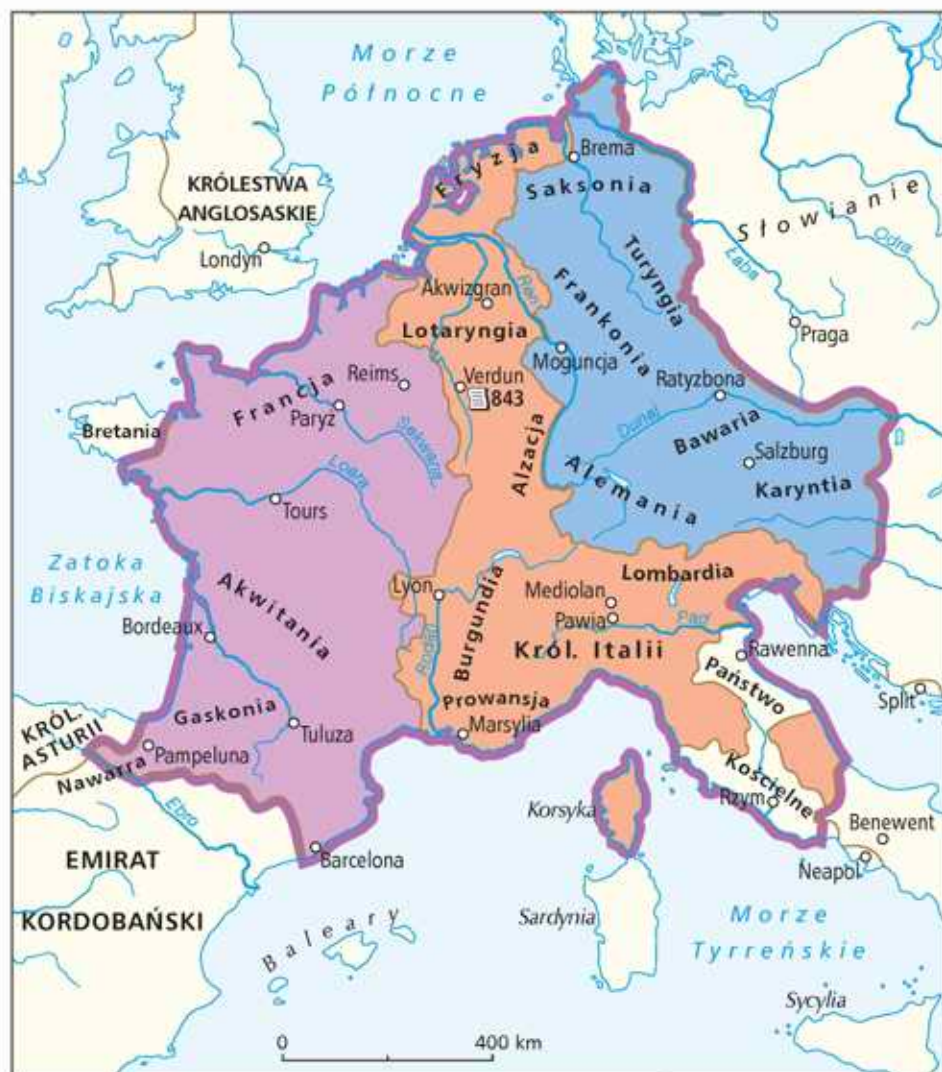 Morze
Północne
KRÓLESTWA
ANGLOSASKIE
Londyn
Fryzja
Brema
Saksonia
Słowianie
Odra
Łaba
Turyngia
Frankonia
Akwizgran
Ren
Lotaryngia
Praga
Moguncja
Reims
Verdun
843
Ratyzbona
Francja
Paryż
Sekwana
Bretania
Dunaj
Bawaria
Alzacja
Salzburg
Alemania
Karyntia
Loara
Tours
Zatoka
Biskajska
Akwitania
Lyon
Burgundia
Lombardia
Mediolan
Pawia
Pad
Bordeaux
Rodan
Król. Italii
Rawenna
Państwo
Kościelne
Split
Gaskonia
Prowansja
Tuluza
Marsylia
KRÓL.
ASTURII
Pampeluna
Nawarra
Ebro
Korsyka
Rzym
Benewent
Neapol
Barcelona
EMIRAT
KORDOBAŃSKI
Baleary
Sardynia
Morze
Tyrreńskie
Sycylia
0 400 km